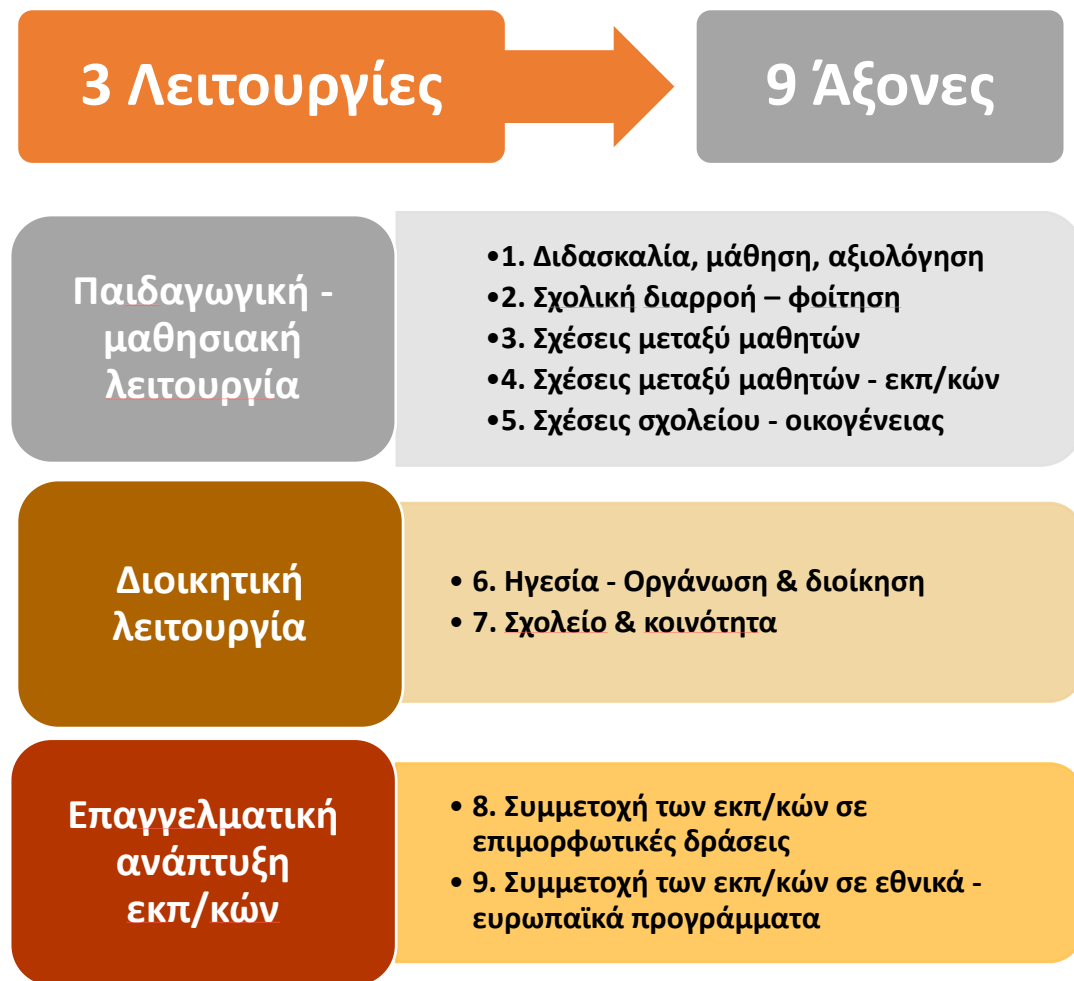 3 Λειτουργίες
9 Άξονες
Παιδαγωγική -
μαθησιακή
λειτουργία
•1. Διδασκαλία, μάθηση, αξιολόγηση
•2. Σχολική διαρροή – φοίτηση
•3. Σχέσεις μεταξύ μαθητών
•4. Σχέσεις μεταξύ μαθητών - εκπ/κών
•5. Σχέσεις σχολείου - οικογένειας
Διοικητική
λειτουργία
• 6. Ηγεσία - Οργάνωση & διοίκηση
• 7. Σχολείο & κοινότητα
Επαγγελματική
ανάπτυξη
εκπ/κών
• 8. Συμμετοχή των εκπ/κών σε
επιμορφωτικές δράσεις
• 9. Συμμετοχή των εκπ/κών σε εθνικά -
ευρωπαϊκά προγράμματα